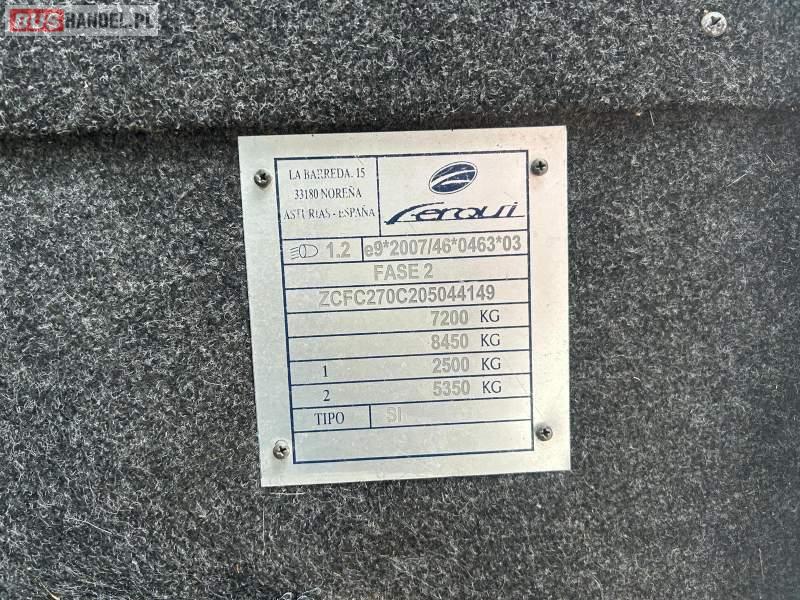 BUSHANDEL.PL
LA BARREDA, 15
33180 NOREÑA
ASTURIAS - ESPAÑA
Ferqui
1.2 e9*2007/46*0463*03
FASE 2
ZCFC270C205044149
7200 KG
8450 KG
1 2500 KG
2 5350 KG
TIPO SI